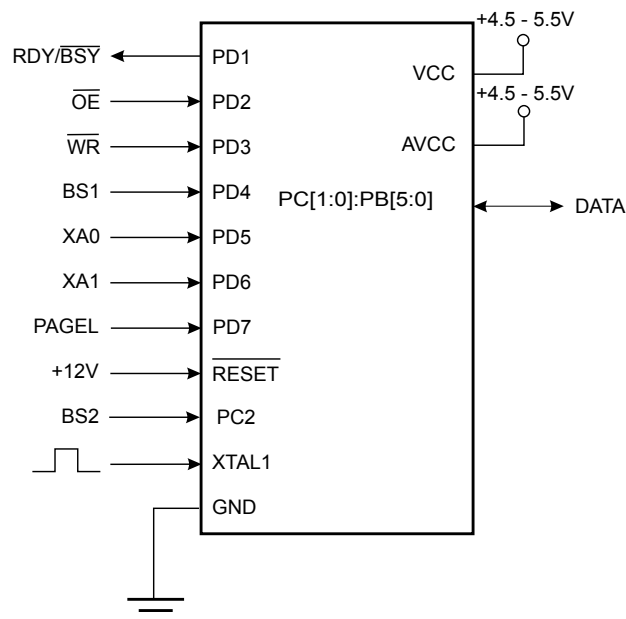 +4.5 - 5.5V
RDY/BSY PD1
VCC
OE PD2
+4.5 - 5.5V
WR PD3
AVCC
BS1 PD4
PC[1:0]:PB[5:0]
DATA
XA0 PD5
XA1 PD6
PAGEL PD7
+12V RESET
BS2 PC2
XTAL1
GND